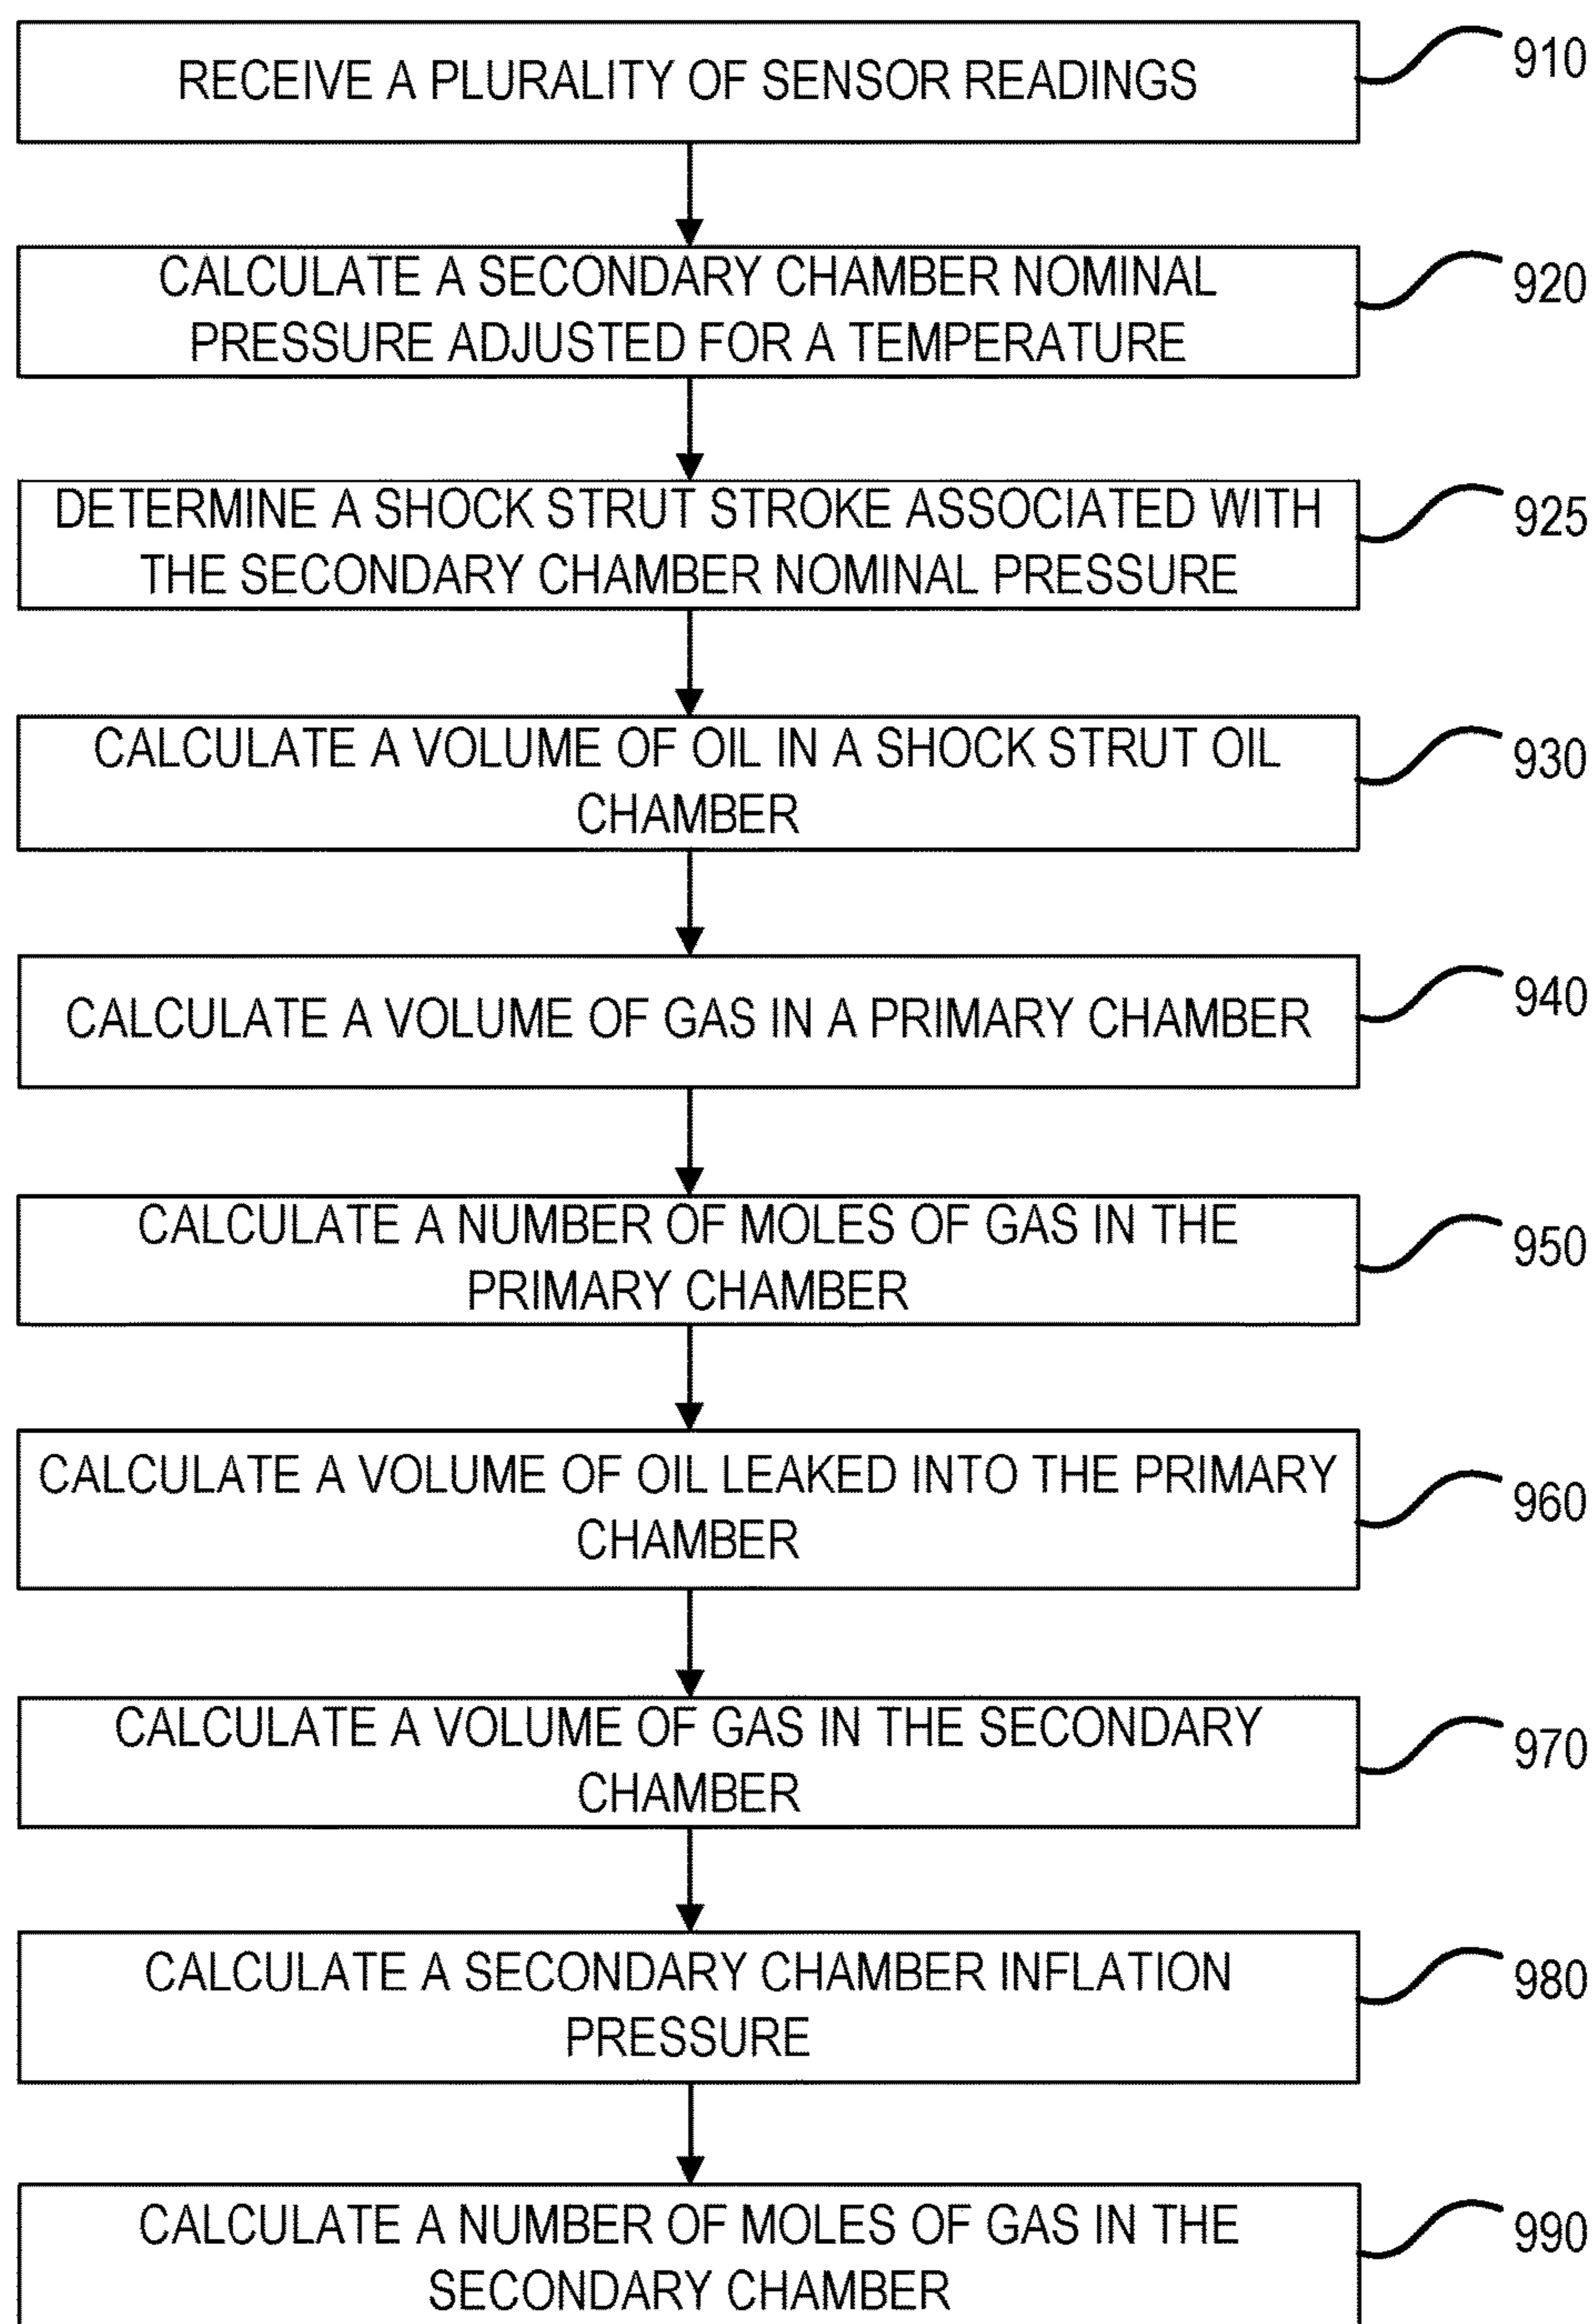 RECEIVE A PLURALITY OF SENSOR READINGS
910
CALCULATE A SECONDARY CHAMBER NOMINAL
PRESSURE ADJUSTED FOR A TEMPERATURE
920
DETERMINE A SHOCK STRUT STROKE ASSOCIATED WITH
THE SECONDARY CHAMBER NOMINAL PRESSURE
925
CALCULATE A VOLUME OF OIL IN A SHOCK STRUT OIL
CHAMBER
930
CALCULATE A VOLUME OF GAS IN A PRIMARY CHAMBER
940
CALCULATE A NUMBER OF MOLES OF GAS IN THE
PRIMARY CHAMBER
950
CALCULATE A VOLUME OF OIL LEAKED INTO THE PRIMARY
CHAMBER
960
CALCULATE A VOLUME OF GAS IN THE SECONDARY
CHAMBER
970
CALCULATE A SECONDARY CHAMBER INFLATION
PRESSURE
980
CALCULATE A NUMBER OF MOLES OF GAS IN THE
SECONDARY CHAMBER
990